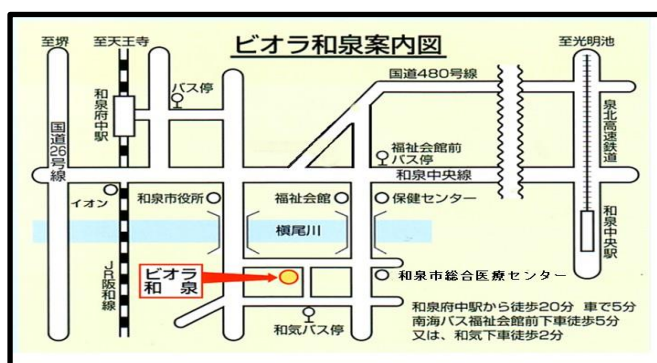 ビオラ和泉案内図
至堺
至天王寺
至光明池
国道480号線
バス停
和泉府中駅
国道26号線
福祉会館前
バス停
泉北高速鉄道
和泉中央線
イオン
和泉市役所
福祉会館
保健センター
槇尾川
和泉中央駅
JR阪和線
ビオラ
和泉
和泉市総合医療センター
和気バス停
和泉府中駅から徒歩20分 車で5分
南海バス福祉会館前下車徒歩5分
又は、和気下車徒歩2分